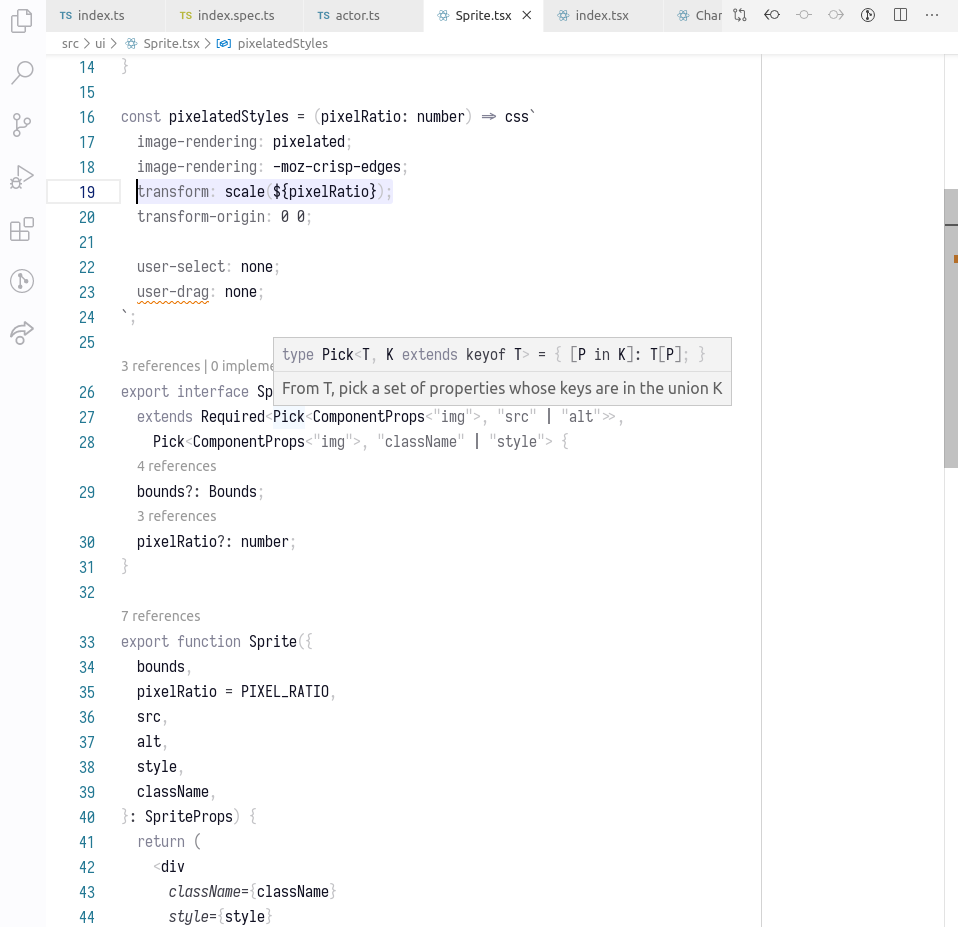 TS index.ts TS index.spec.ts TS actor.ts Sprite.tsx index.tsx Char
src > ui > Sprite.tsx > pixelatedStyles
14 }
15
16 const pixelatedStyles = (pixelRatio: number) => css`
17 image-rendering: pixelated;
18 image-rendering: -moz-crisp-edges;
19 transform: scale(${pixelRatio});
20 transform-origin: 0 0;
21
22 user-select: none;
23 user-drag: none;
24 `;
25
type Pick<T, K extends keyof T> = { [P in K]: T[P]; }
From T, pick a set of properties whose keys are in the union K
3 references | 0 impleme
26 export interface Sp
27 extends Required<Pick<ComponentProps<"img">, "src" | "alt">>,
28 Pick<ComponentProps<"img">, "className" | "style"> {
4 references
29 bounds?: Bounds;
3 references
30 pixelRatio?: number;
31 }
32
7 references
33 export function Sprite({
34 bounds,
35 pixelRatio = PIXEL_RATIO,
36 src,
37 alt,
38 style,
39 className,
40 }: SpriteProps) {
41 return (
42 <div
43 className={className}
44 style={style}